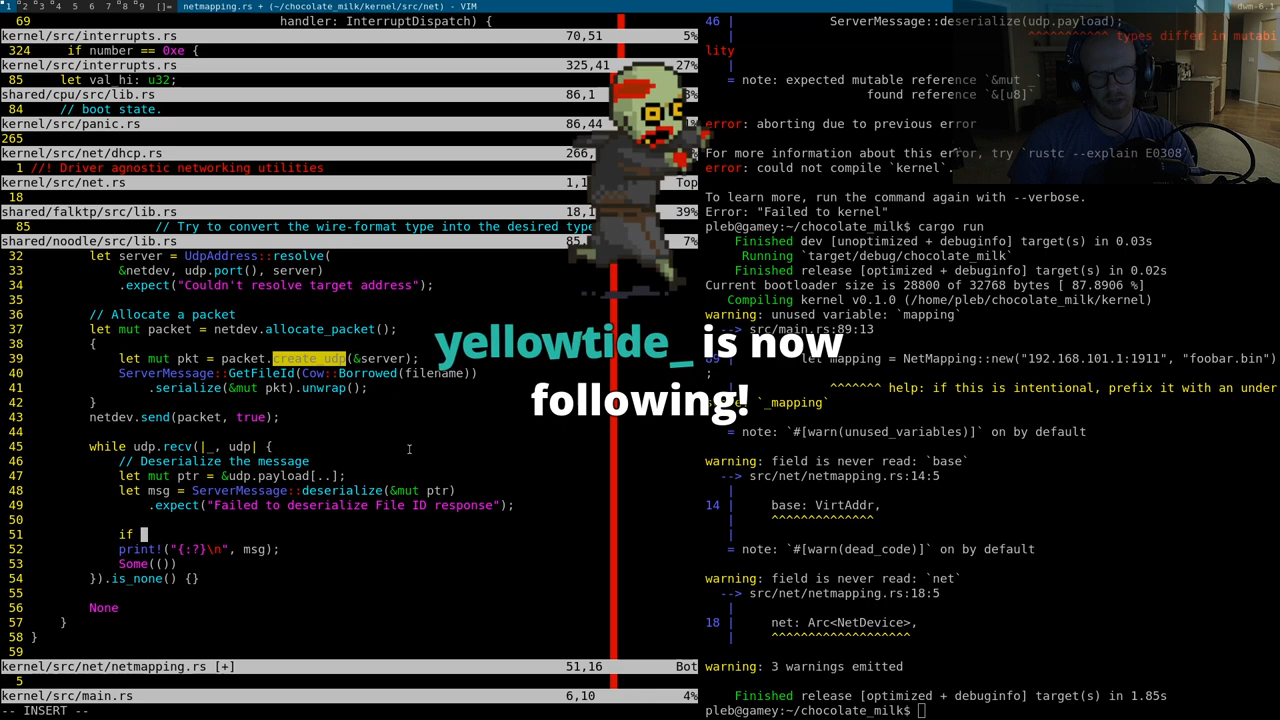 1 2 3 4 5 6 7 8 9 []= netmapping.rs + (~/chocolate_milk/kernel/src/net) - VIM
dwm-6.1
69 handler: InterruptDispatch) {
kernel/src/interrupts.rs 70,51 5%
324 if number == 0xe {
kernel/src/interrupts.rs 325,41 27%
85 let val_hi: u32;
shared/cpu/src/lib.rs 86,1
84 // boot state.
kernel/src/panic.rs 86,44
265
kernel/src/net/dhcp.rs 266,
1 //! Driver agnostic networking utilities
kernel/src/net.rs 1,1 Top
18
shared/falktp/src/lib.rs 18,1 39%
85 // Try to convert the wire-format type into the desired type
shared/noodle/src/lib.rs 85, 7%
32 let server = UdpAddress::resolve(
33 &netdev, udp.port(), server)
34 .expect("Couldn't resolve target address");
35
36 // Allocate a packet
37 let mut packet = netdev.allocate_packet();
38 {
39 let mut pkt = packet.create_udp(&server);
40 ServerMessage::GetFileId(Cow::Borrowed(filename))
41 .serialize(&mut pkt).unwrap();
42 }
43 netdev.send(packet, true);
44
45 while udp.recv(|_, udp| {
46 // Deserialize the message
47 let mut ptr = &udp.payload[..];
48 let msg = ServerMessage::deserialize(&mut ptr)
49 .expect("Failed to deserialize File ID response");
50
51 if
52 print!("{:?}\n", msg);
53 Some(())
54 }).is_none() {}
55
56 None
57 }
58 }
59
kernel/src/net/netmapping.rs [+] 51,16 Bot
5
kernel/src/main.rs 6,10 4%
-- INSERT --
yellowtide_ is now
following!
46 | ServerMessage::deserialize(udp.payload);
| ^^^^^^^^^^^ types differ in mutabi
lity
|
= note: expected mutable reference `&mut _`
found reference `&[u8]`
error: aborting due to previous error
For more information about this error, try `rustc --explain E0308`.
error: could not compile `kernel`.
To learn more, run the command again with --verbose.
Error: "Failed to kernel"
pleb@gamey:~/chocolate_milk$ cargo run
Finished dev [unoptimized + debuginfo] target(s) in 0.03s
Running `target/debug/chocolate_milk`
Finished release [optimized + debuginfo] target(s) in 0.02s
Current bootloader size is 28800 of 32768 bytes [ 87.8906 %]
Compiling kernel v0.1.0 (/home/pleb/chocolate_milk/kernel)
warning: unused variable: `mapping`
--> src/main.rs:89:13
|
89 | let mapping = NetMapping::new("192.168.101.1:1911", "foobar.bin")
;
| ^^^^^^^ help: if this is intentional, prefix it with an under
`_mapping`
|
= note: `#[warn(unused_variables)]` on by default
warning: field is never read: `base`
--> src/net/netmapping.rs:14:5
|
14 | base: VirtAddr,
| ^^^^^^^^^^^^^^
|
= note: `#[warn(dead_code)]` on by default
warning: field is never read: `net`
--> src/net/netmapping.rs:18:5
|
18 | net: Arc<NetDevice>,
| ^^^^^^^^^^^^^^^^^^^
warning: 3 warnings emitted
Finished release [optimized + debuginfo] target(s) in 1.85s
pleb@gamey:~/chocolate_milk$